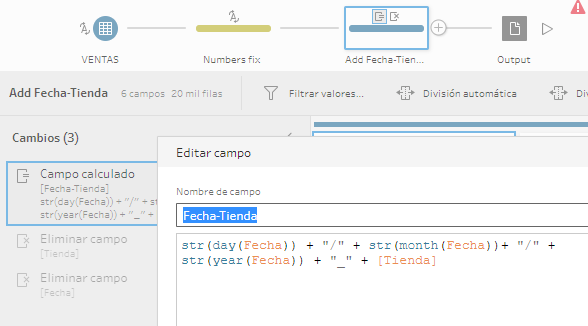 VENTAS
Numbers fix
Add Fecha-Tien...
Output
Add Fecha-Tienda 6 campos 20 mil filas Filtrar valores... División automática Divi
Cambios (3)
Campo calculado
[Fecha-Tienda]
str(day(Fecha)) + "/" + st
str(year(Fecha)) + "_" +
Eliminar campo
[Tienda]
Eliminar campo
[Fecha]
Editar campo
Nombre de campo
Fecha-Tienda
str(day(Fecha)) + "/" + str(month(Fecha))+ "/" +
str(year(Fecha)) + "_" + [Tienda]